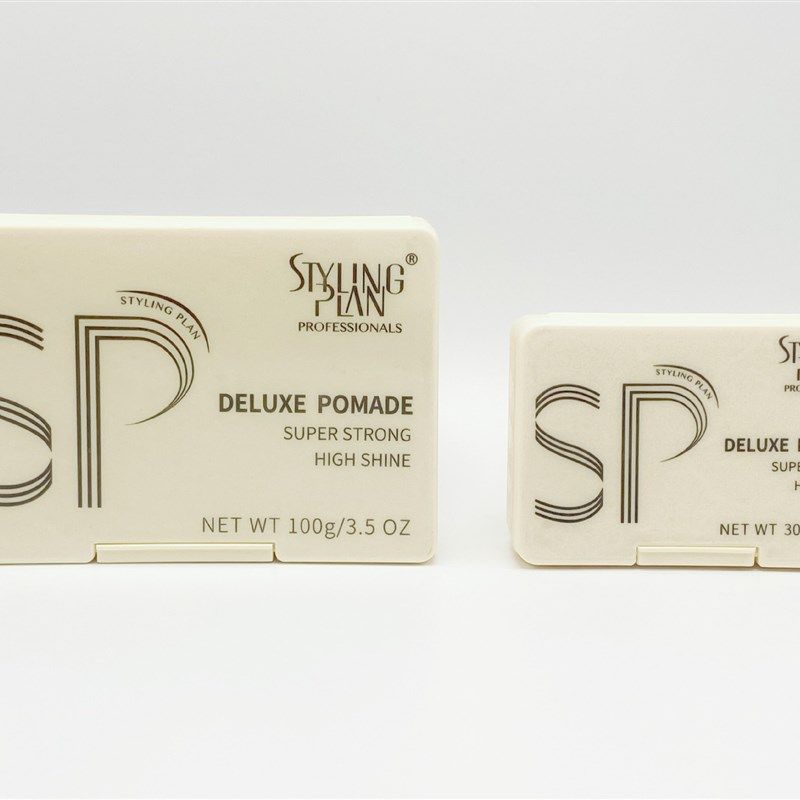 SP
STYLING PLAN
STYLING®
PLAN
PROFESSIONALS
DELUXE POMADE
SUPER STRONG
HIGH SHINE
NET WT 100g/3.5 OZ
SP
STYLING PLAN
DELUXE
NET WT 30